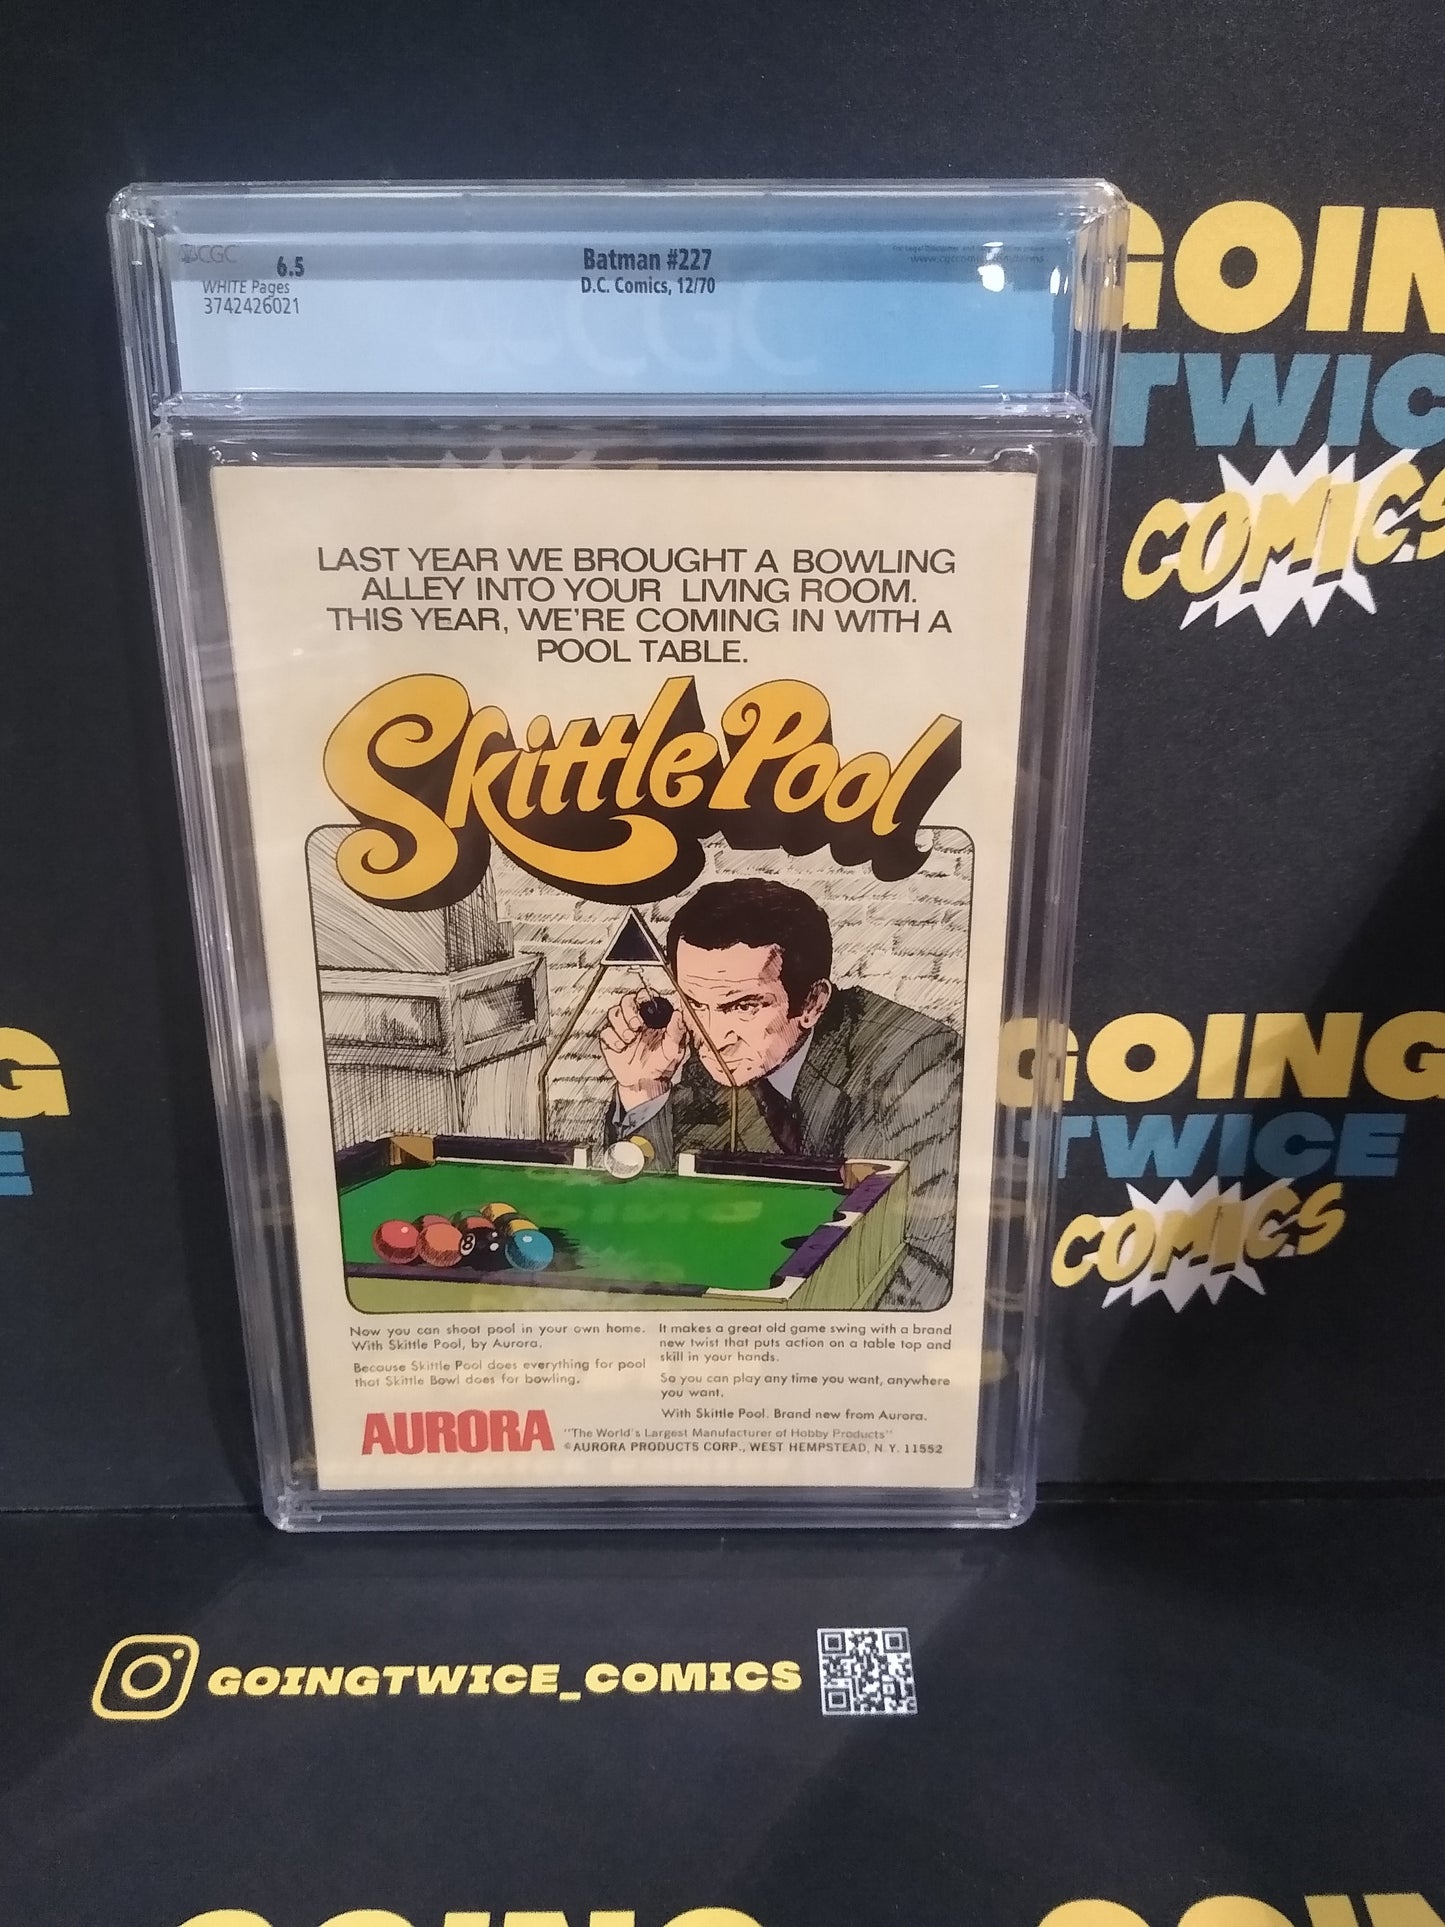 CGC
6.5
WHITE Pages
3742426021
Batman #227
D.C. Comics, 12/70
CGC
LAST YEAR WE BROUGHT A BOWLING
ALLEY INTO YOUR LIVING ROOM.
THIS YEAR, WE'RE COMING IN WITH A
POOL TABLE.
Skittle Pool
8
Now you can shoot pool in your own home.
With Skittle Pool, by Aurora.
Because Skittle Pool does everything for pool
that Skittle Bowl does for bowling.
It makes a great old game swing with a brand
new twist that puts action on a table top and
skill in your hands.
So you can play any time you want, anywhere
you want.
With Skittle Pool. Brand new from Aurora.
AURORA
"The World's Largest Manufacturer of Hobby Products"
© AURORA PRODUCTS CORP., WEST HEMPSTEAD, N.Y. 11552
GOIN
TWIC
COMICS
G
E
GOING
TWICE
COMICS
GOINGTWICE_COMICS
GOING